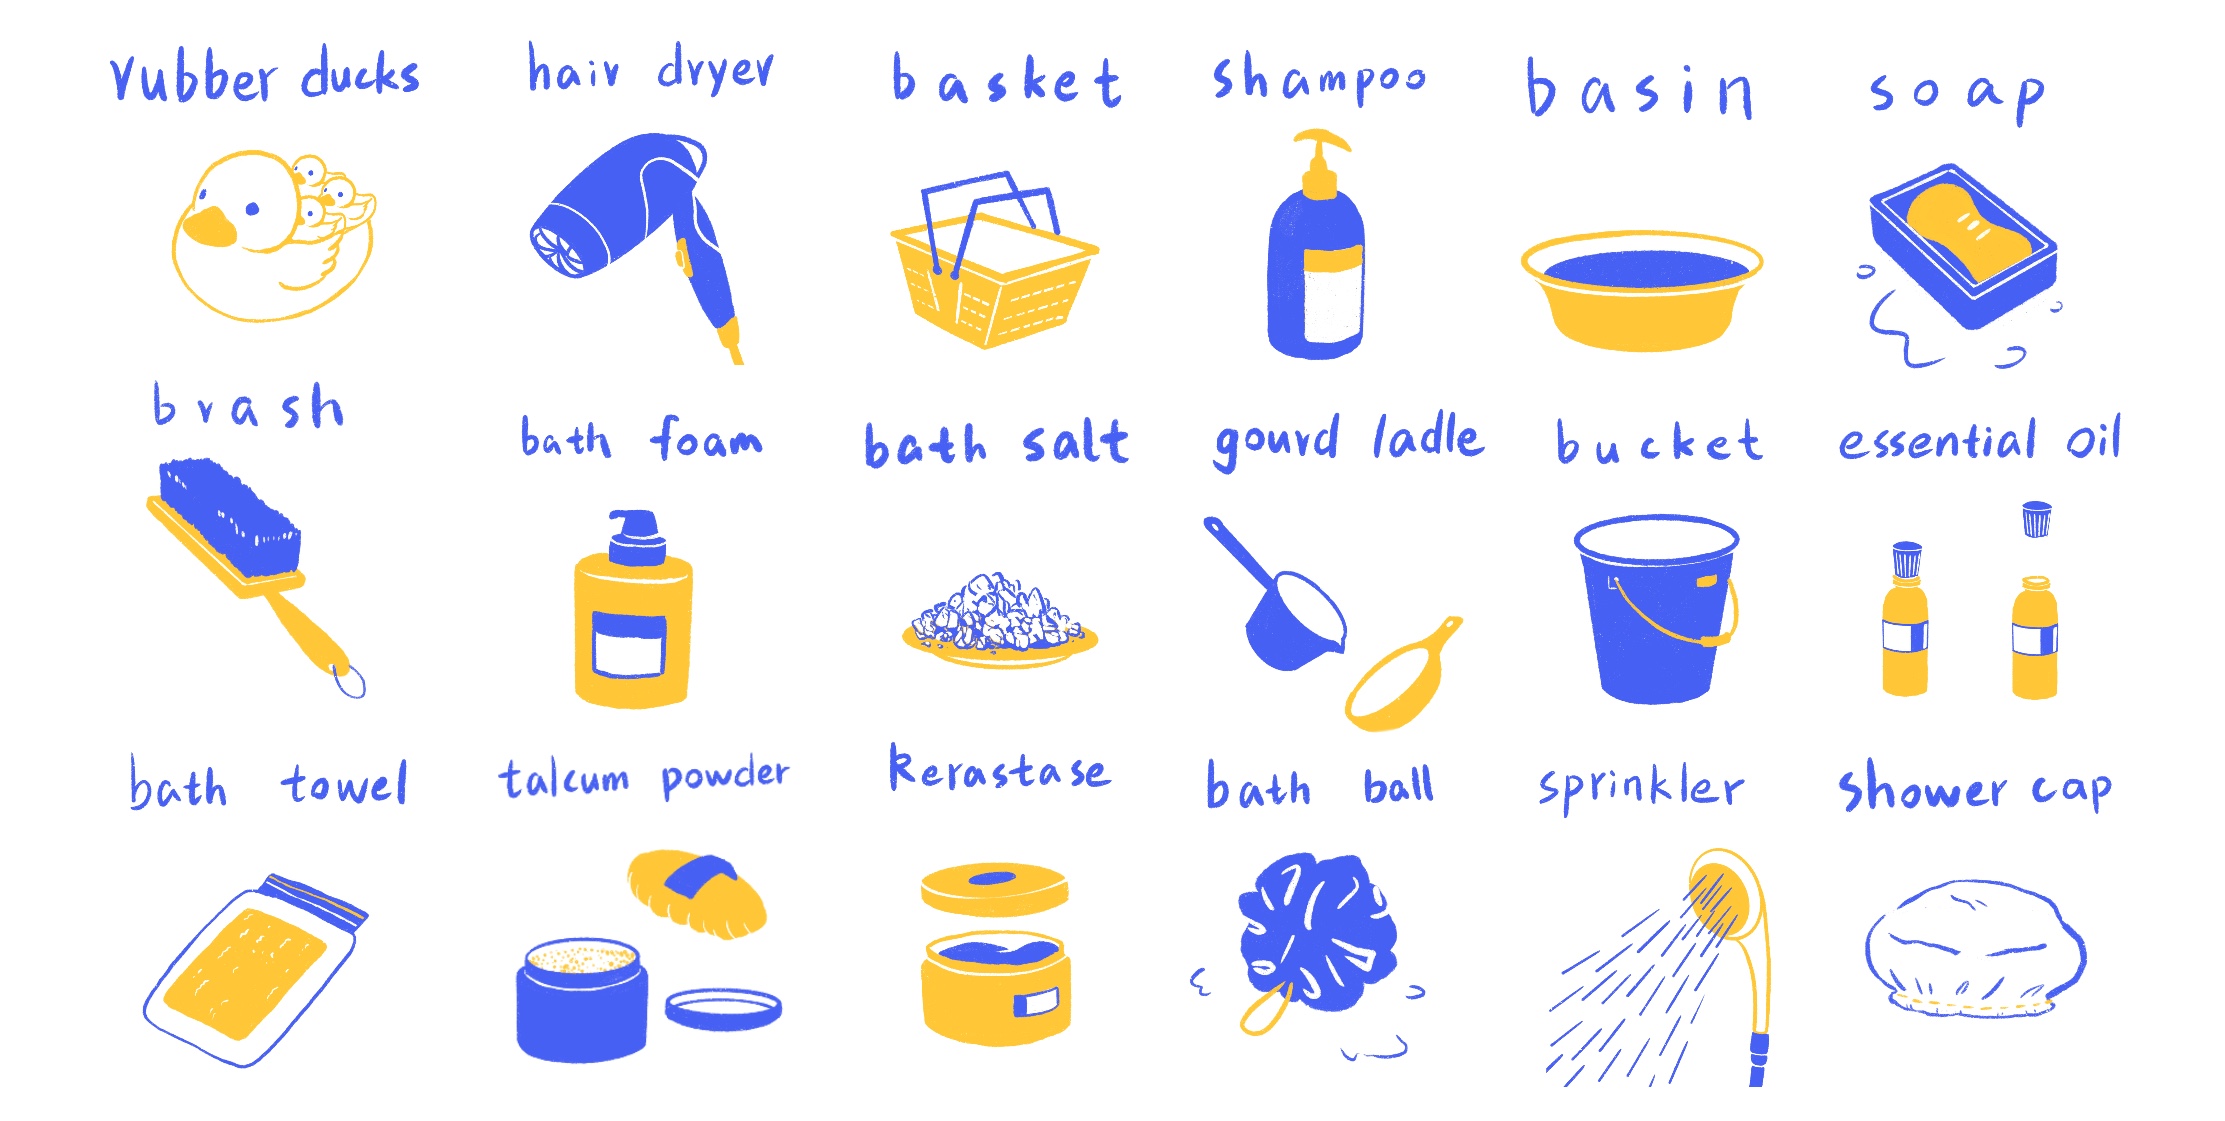 rubber ducks
hair dryer
basket
shampoo
basin
soap
brash
bath foam
bath salt
gourd ladle
bucket
essential oil
bath towel
talcum powder
Kerastase
bath ball
sprinkler
shower cap